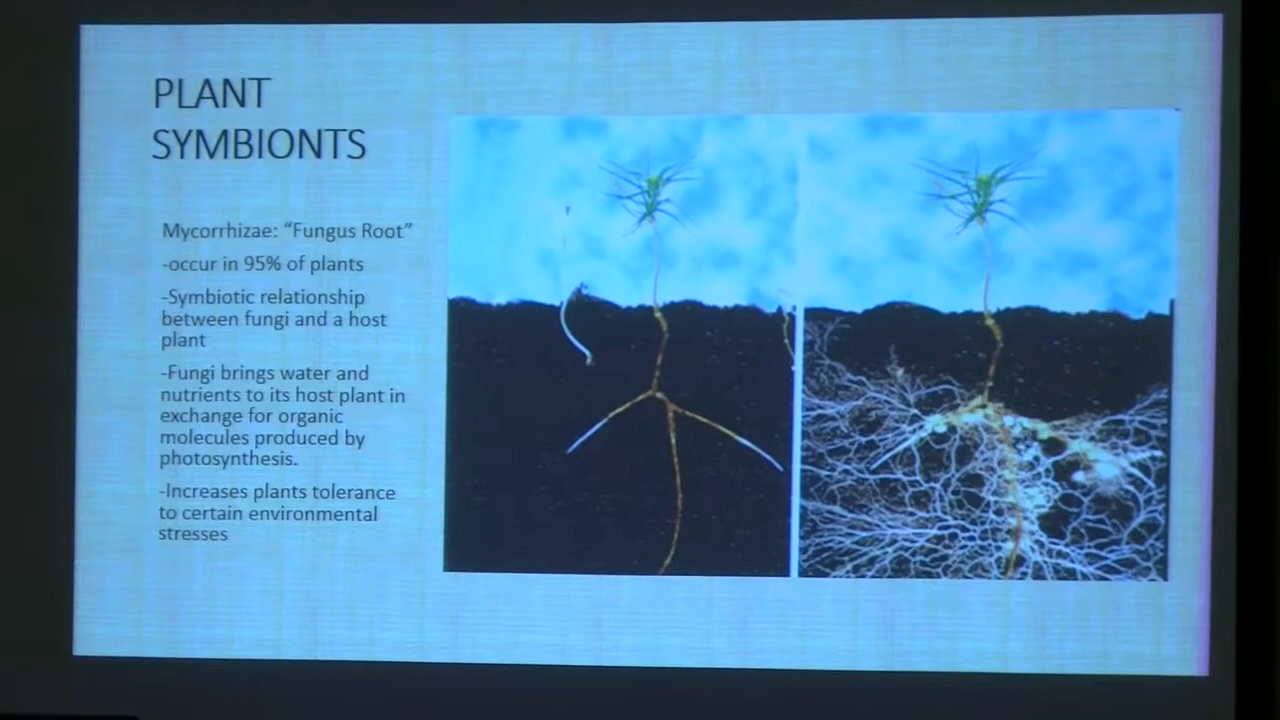 PLANT
SYMBIONTS
Mycorrhizae: “Fungus Root”
-occur in 95% of plants
-Symbiotic relationship
between fungi and a host
plant
-Fungi brings water and
nutrients to its host plant in
exchange for organic
molecules produced by
photosynthesis.
-Increases plants tolerance
to certain environmental
stresses